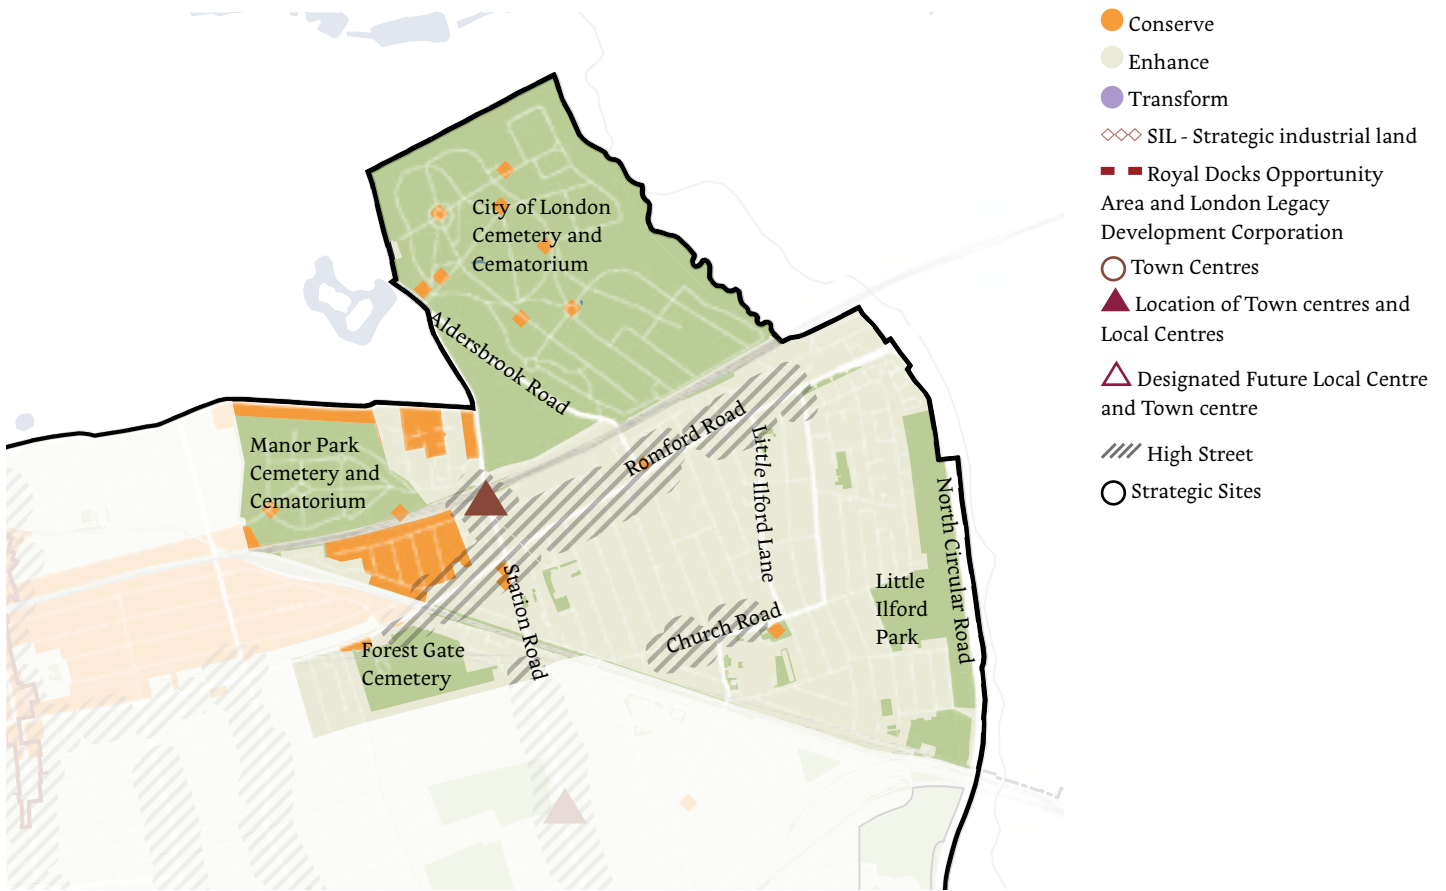 Conserve
Enhance
Transform
SIL - Strategic industrial land
Royal Docks Opportunity
Area and London Legacy
Development Corporation
Town Centres
Location of Town centres and
Local Centres
Designated Future Local Centre
and Town centre
High Street
Strategic Sites
City of London
Cemetery and
Cematorium
Aldersbrook Road
Manor Park
Cemetery and
Cematorium
Romford Road
Little Ilford Lane
North Circular Road
Station Road
Church Road
Little
Ilford
Park
Forest Gate
Cemetery